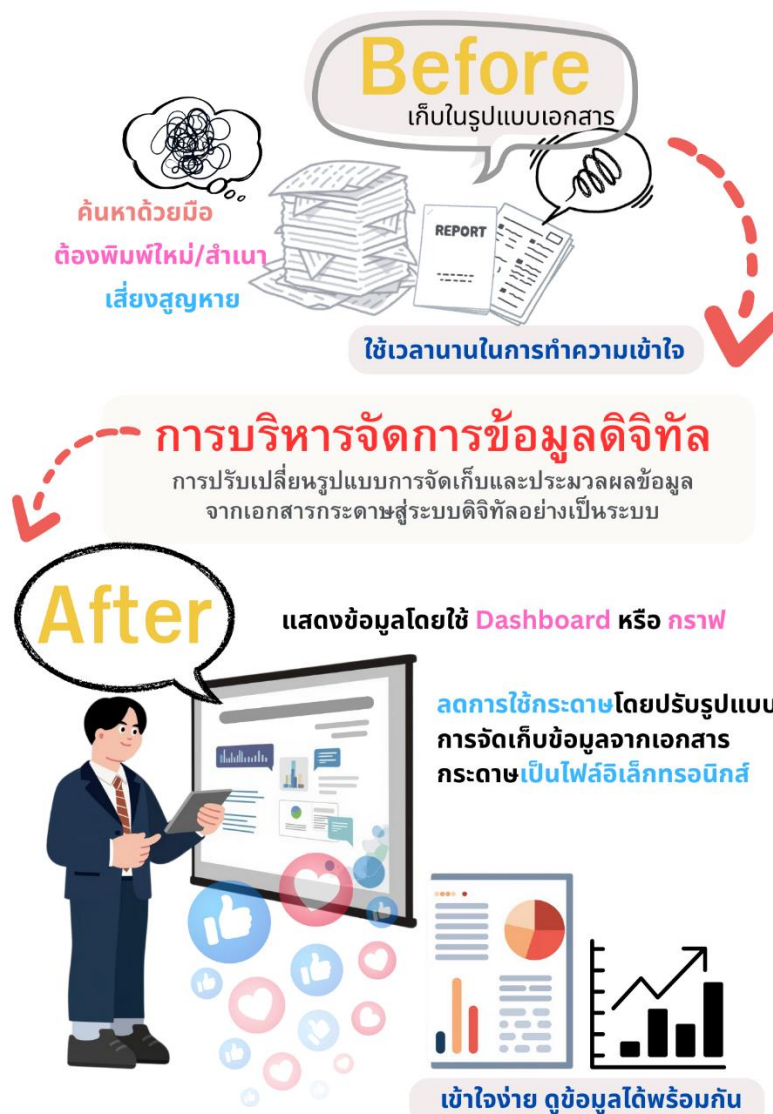 Before
เก็บในรูปแบบเอกสาร
ค้นหาด้วยมือ
ต้องพิมพ์ใหม่/สำเนา
เสี่ยงสูญหาย
REPORT
ใช้เวลานานในการทำความเข้าใจ
การบริหารจัดการข้อมูลดิจิทัล
การปรับเปลี่ยนรูปแบบการจัดเก็บและประมวลผลข้อมูล
จากเอกสารกระดาษสู่ระบบดิจิทัลอย่างเป็นระบบ
After
แสดงข้อมูลโดยใช้ Dashboard หรือ กราฟ
ลดการใช้กระดาษโดยปรับรูปแบบ
การจัดเก็บข้อมูลจากเอกสาร
กระดาษเป็นไฟล์อิเล็กทรอนิกส์
เข้าใจง่าย ดูข้อมูลได้พร้อมกัน